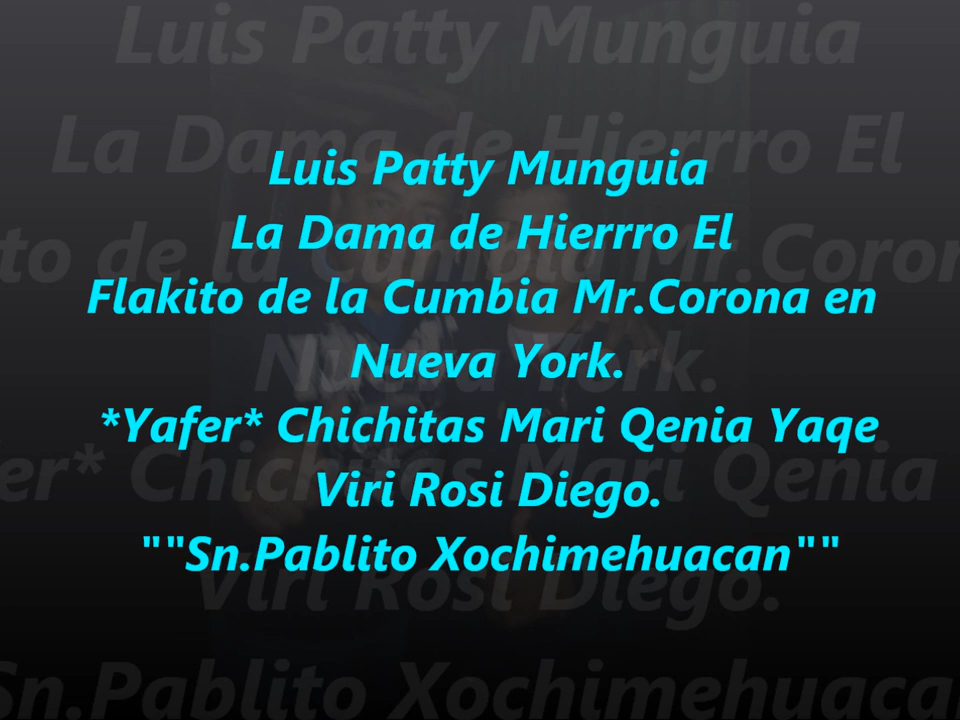 Luis Patty Munguia
La Dama de Hierrro El
Flakito de la Cumbia Mr.Corona en
Nueva York.
*Yafer* Chichitas Mari Qenia Yaqe
Viri Rosi Diego.
""Sn.Pablito Xochimehuacan""